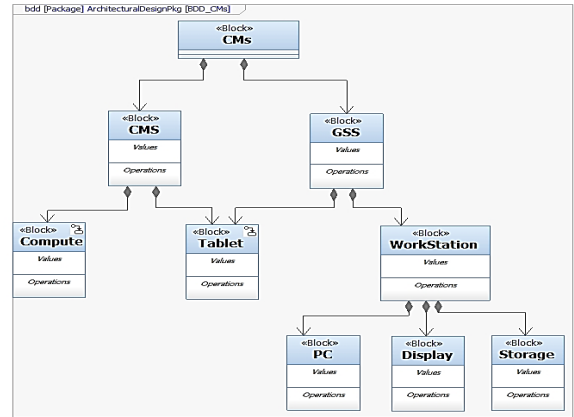 bdd [Package] ArchitecturalDesignPkg [BDD_CMs]
«Block»
CMs
«Block»
CMS
Values
Operations
«Block»
GSS
Values
Operations
«Block»
Compute
Values
Operations
«Block»
Tablet
Values
Operations
«Block»
WorkStation
Values
Operations
«Block»
PC
Values
Operations
«Block»
Display
Values
Operations
«Block»
Storage
Values
Operations